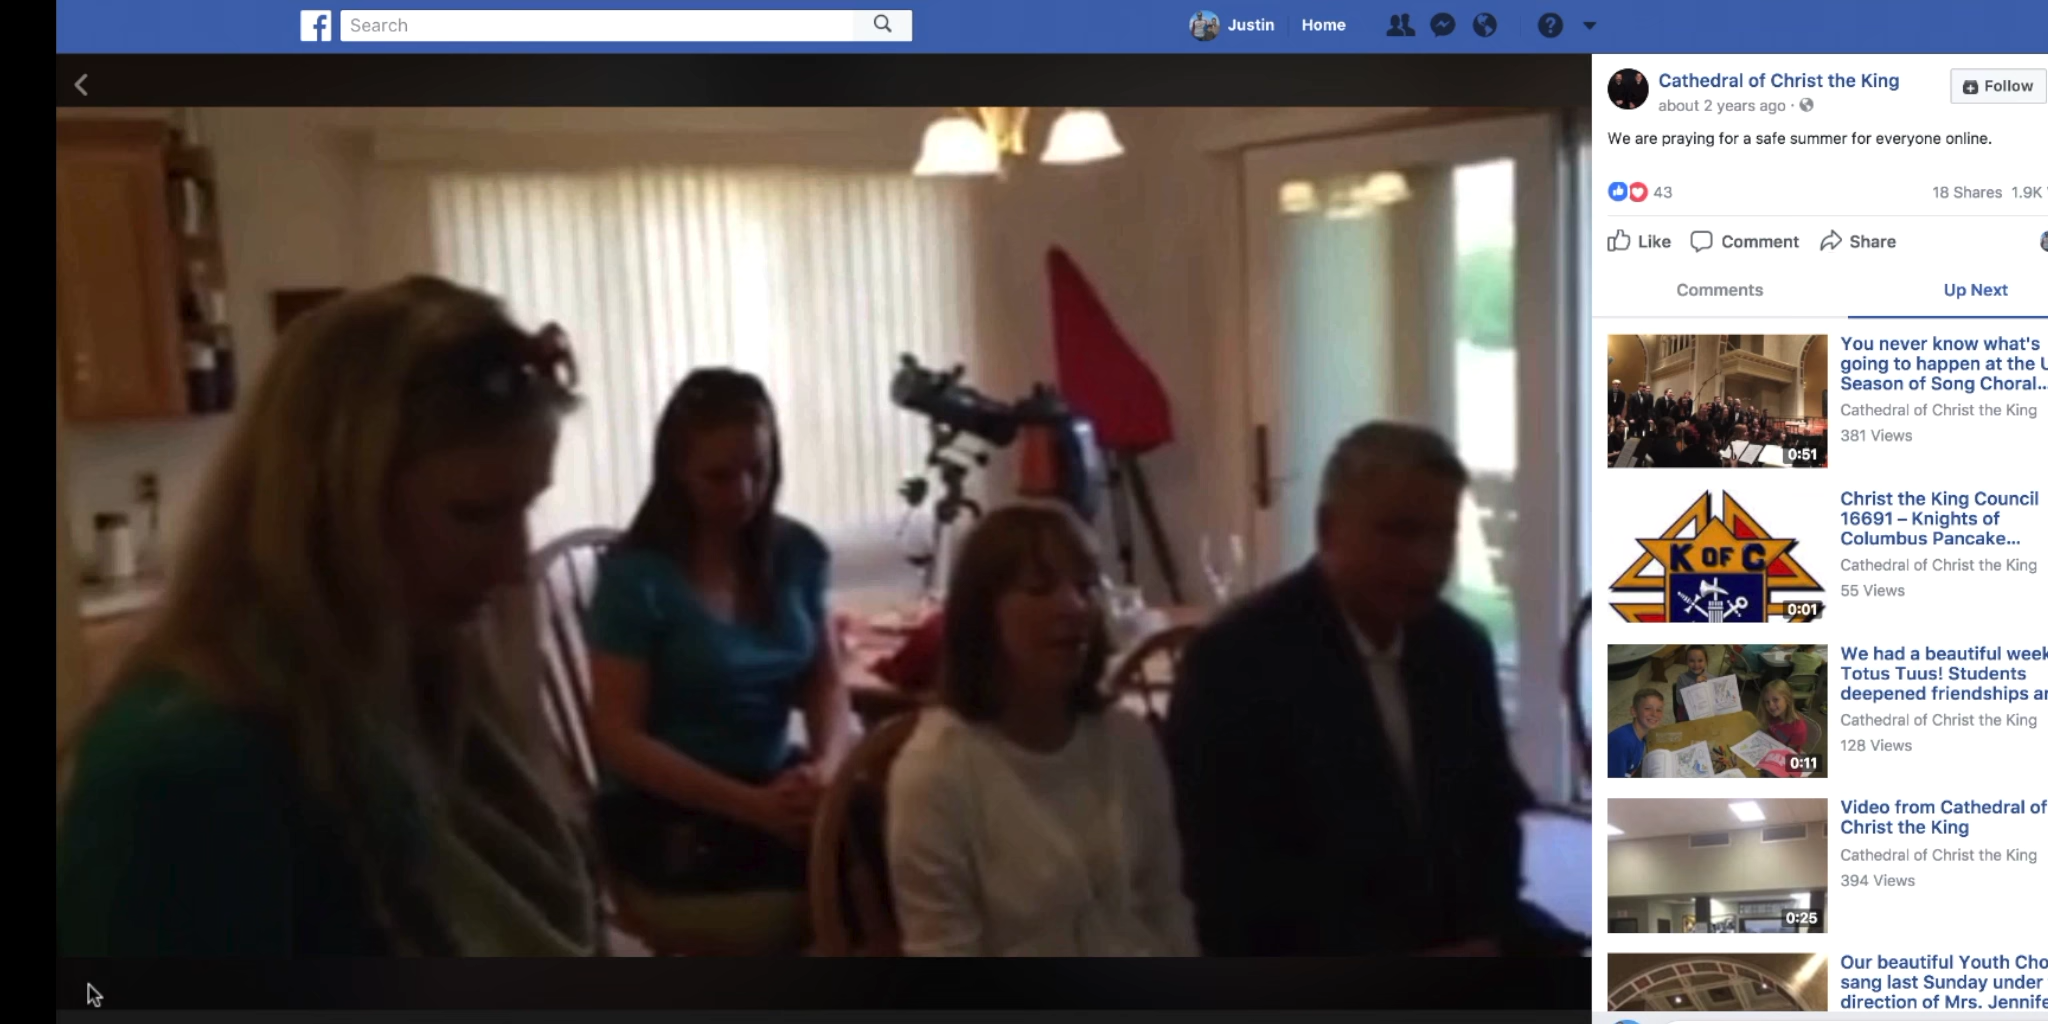 Search
Justin
Home
Cathedral of Christ the King
Follow
about 2 years ago ·
We are praying for a safe summer for everyone online.
43
18 Shares 1.9K
Like
Comment
Share
Comments
Up Next
You never know what's
going to happen at the
Season of Song Choral...
Cathedral of Christ the King
381 Views
0:51
Christ the King Council
16691 – Knights of
Columbus Pancake...
Cathedral of Christ the King
55 Views
K OF C
0:01
We had a beautiful week
Totus Tuus! Students
deepened friendships
Cathedral of Christ the King
128 Views
0:11
Video from Cathedral of
Christ the King
Cathedral of Christ the King
394 Views
0:25
Our beautiful Youth
sang last Sunday under
direction of Mrs.